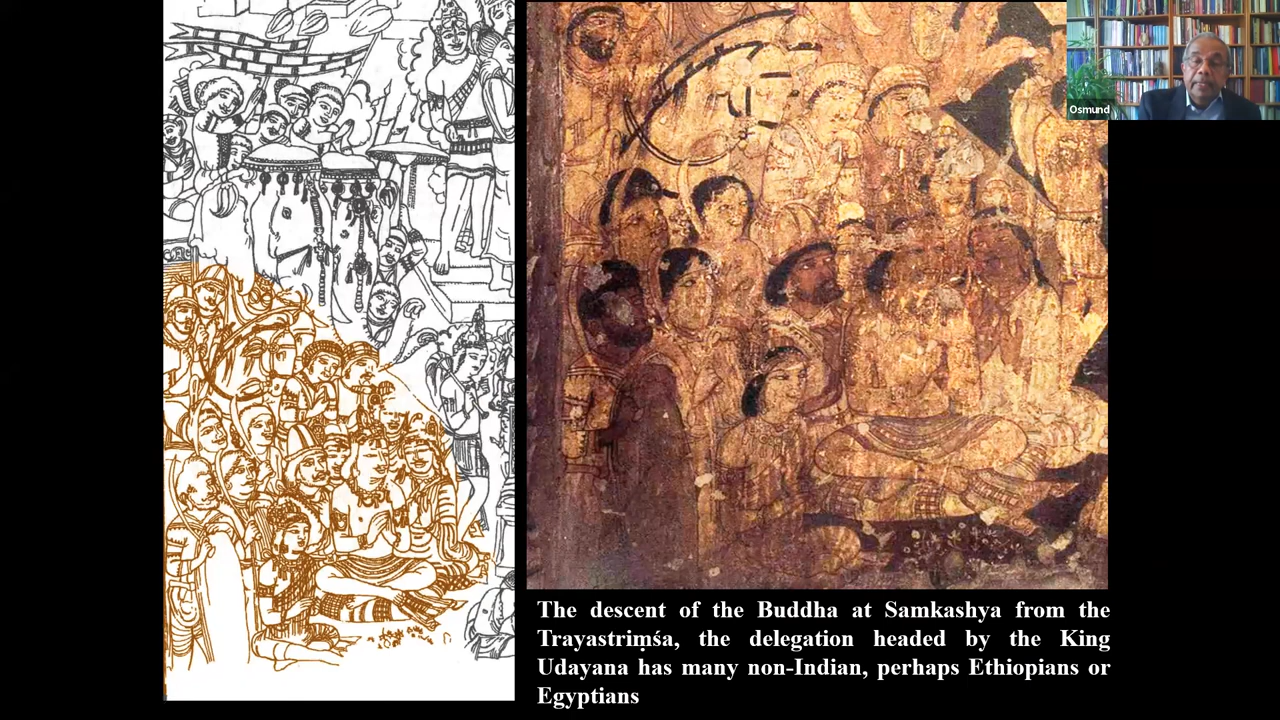 Osmund
The descent of the Buddha at Samkashya from the
Trayastriṃśa, the delegation headed by the King
Udayana has many non-Indian, perhaps Ethiopians or
Egyptians